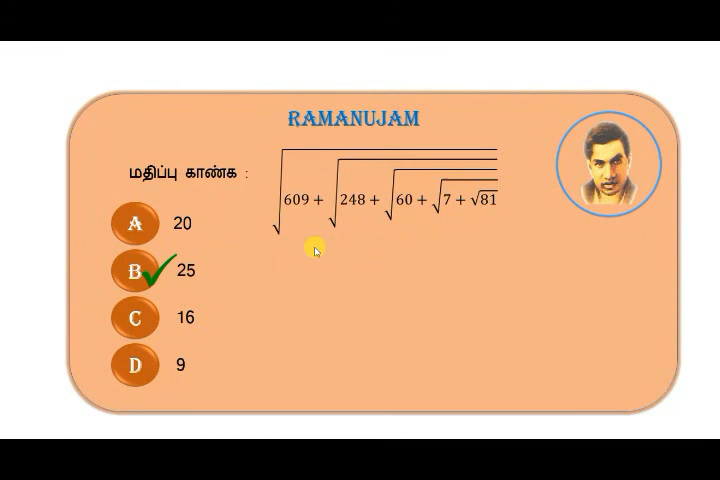 RAMANUJAM
மதிப்பு காண்க : √(609 + √(248 + √(60 + √(7 + √81))))
A 20
B 25
C 16
D 9